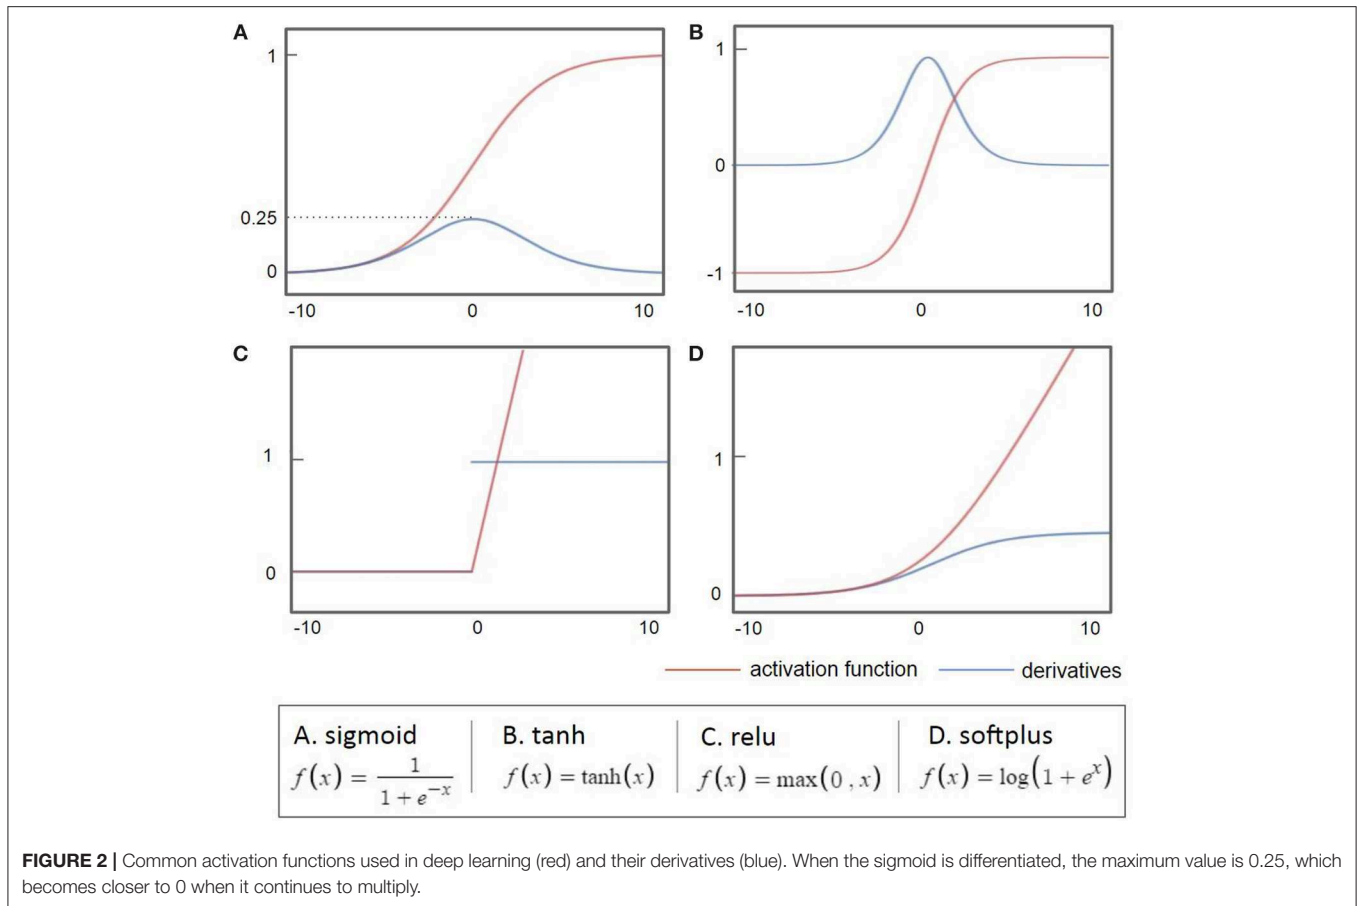 A
1
0.25
0
-10 0 10
B
1
0
-1
-10 0 10
C
1
0
-10 0 10
D
1
0
-10 0 10
activation function derivatives
A. sigmoid
f(x) = 1 / (1 + e^-x)
B. tanh
f(x) = tanh(x)
C. relu
f(x) = max(0 , x)
D. softplus
f(x) = log(1 + e^x)
FIGURE 2 | Common activation functions used in deep learning (red) and their derivatives (blue). When the sigmoid is differentiated, the maximum value is 0.25, which
becomes closer to 0 when it continues to multiply.